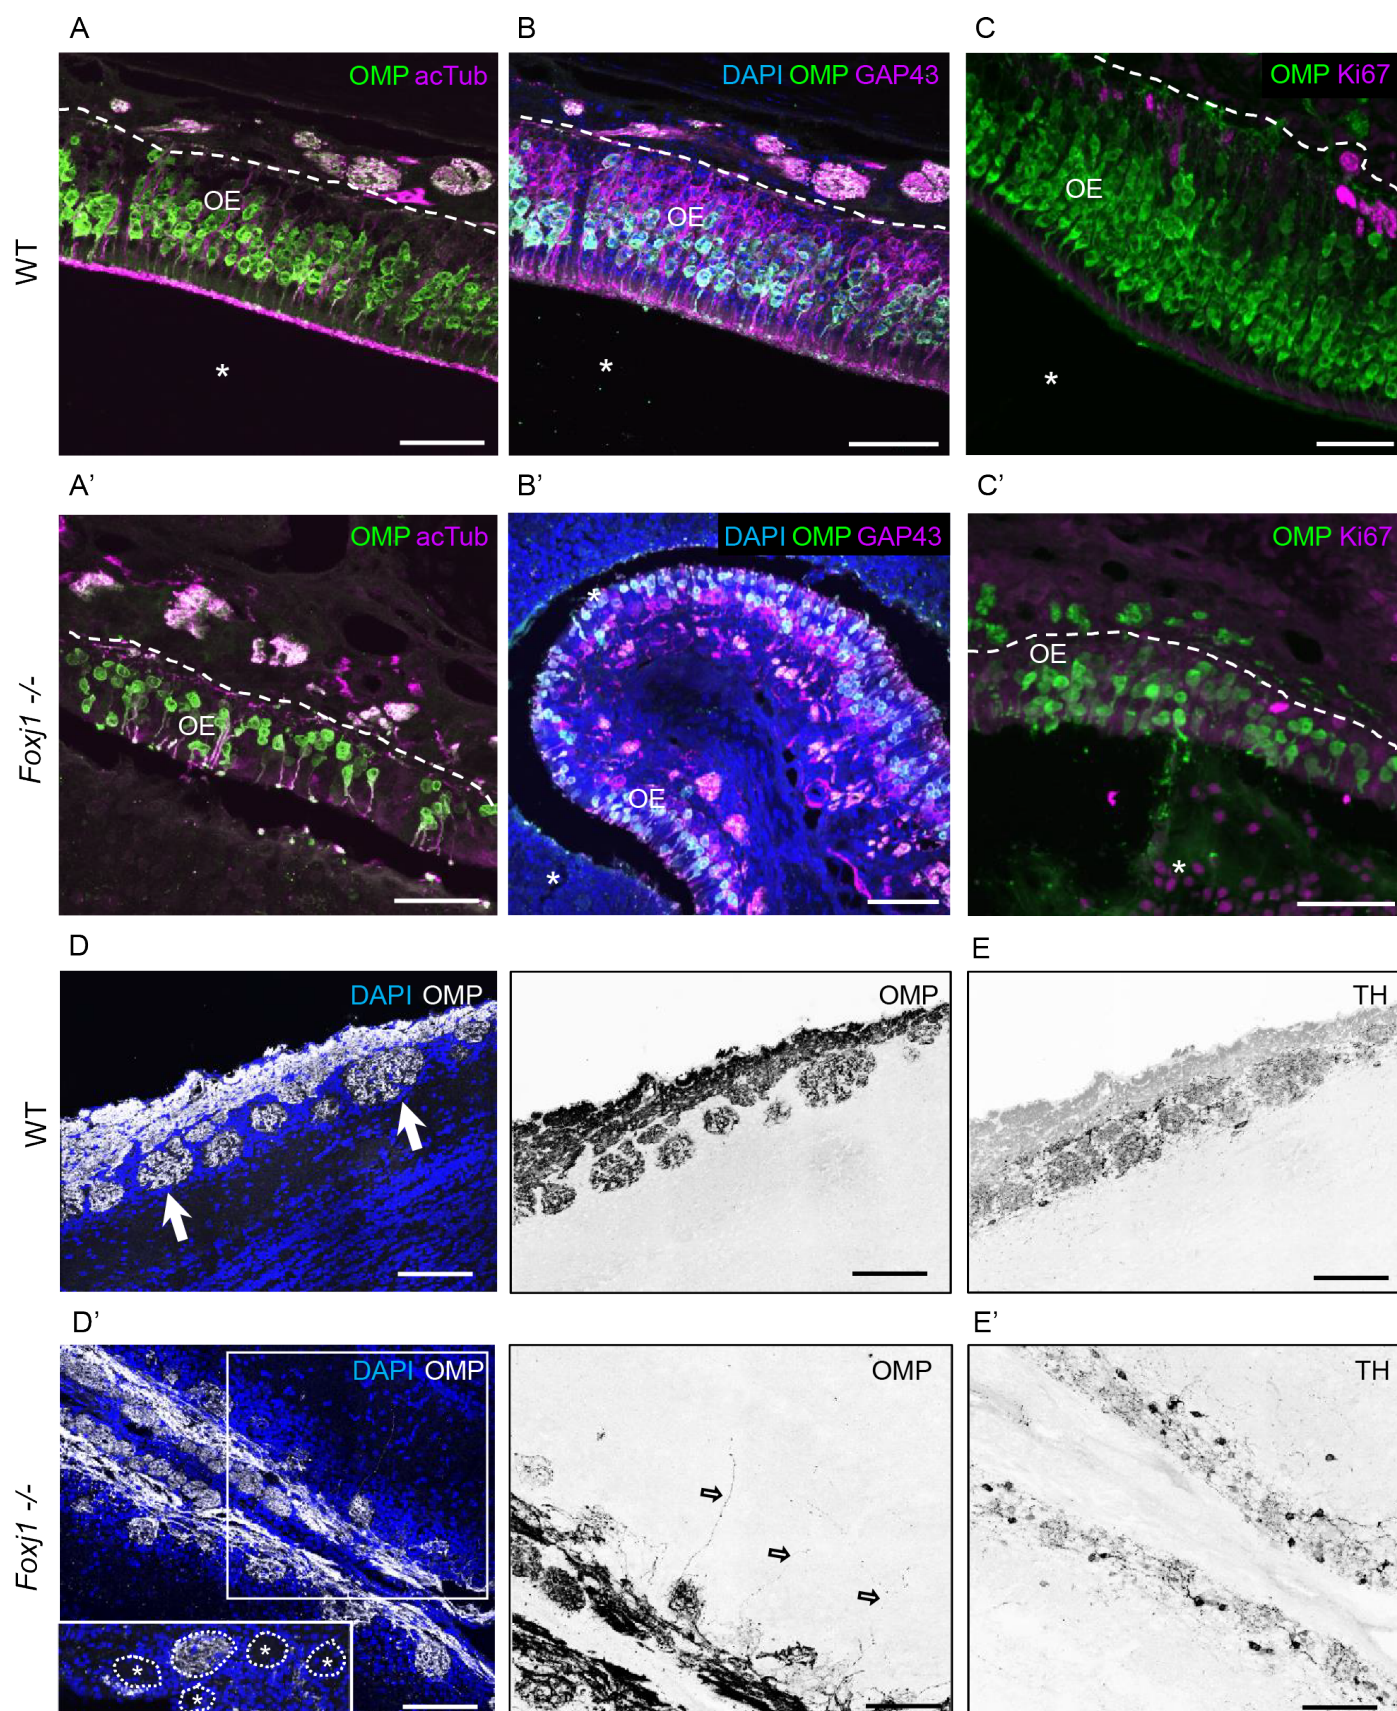 A
B
C
OMP acTub
DAPI OMP GAP43
OMP Ki67
WT
OE
OE
OE
*
*
*
A’
B’
C’
OMP acTub
DAPI OMP GAP43
OMP Ki67
Foxj1 -/-
OE
OE
OE
*
*
*
D
E
DAPI OMP
OMP
TH
WT
D’
E’
DAPI OMP
OMP
TH
Foxj1 -/-
* * *
*